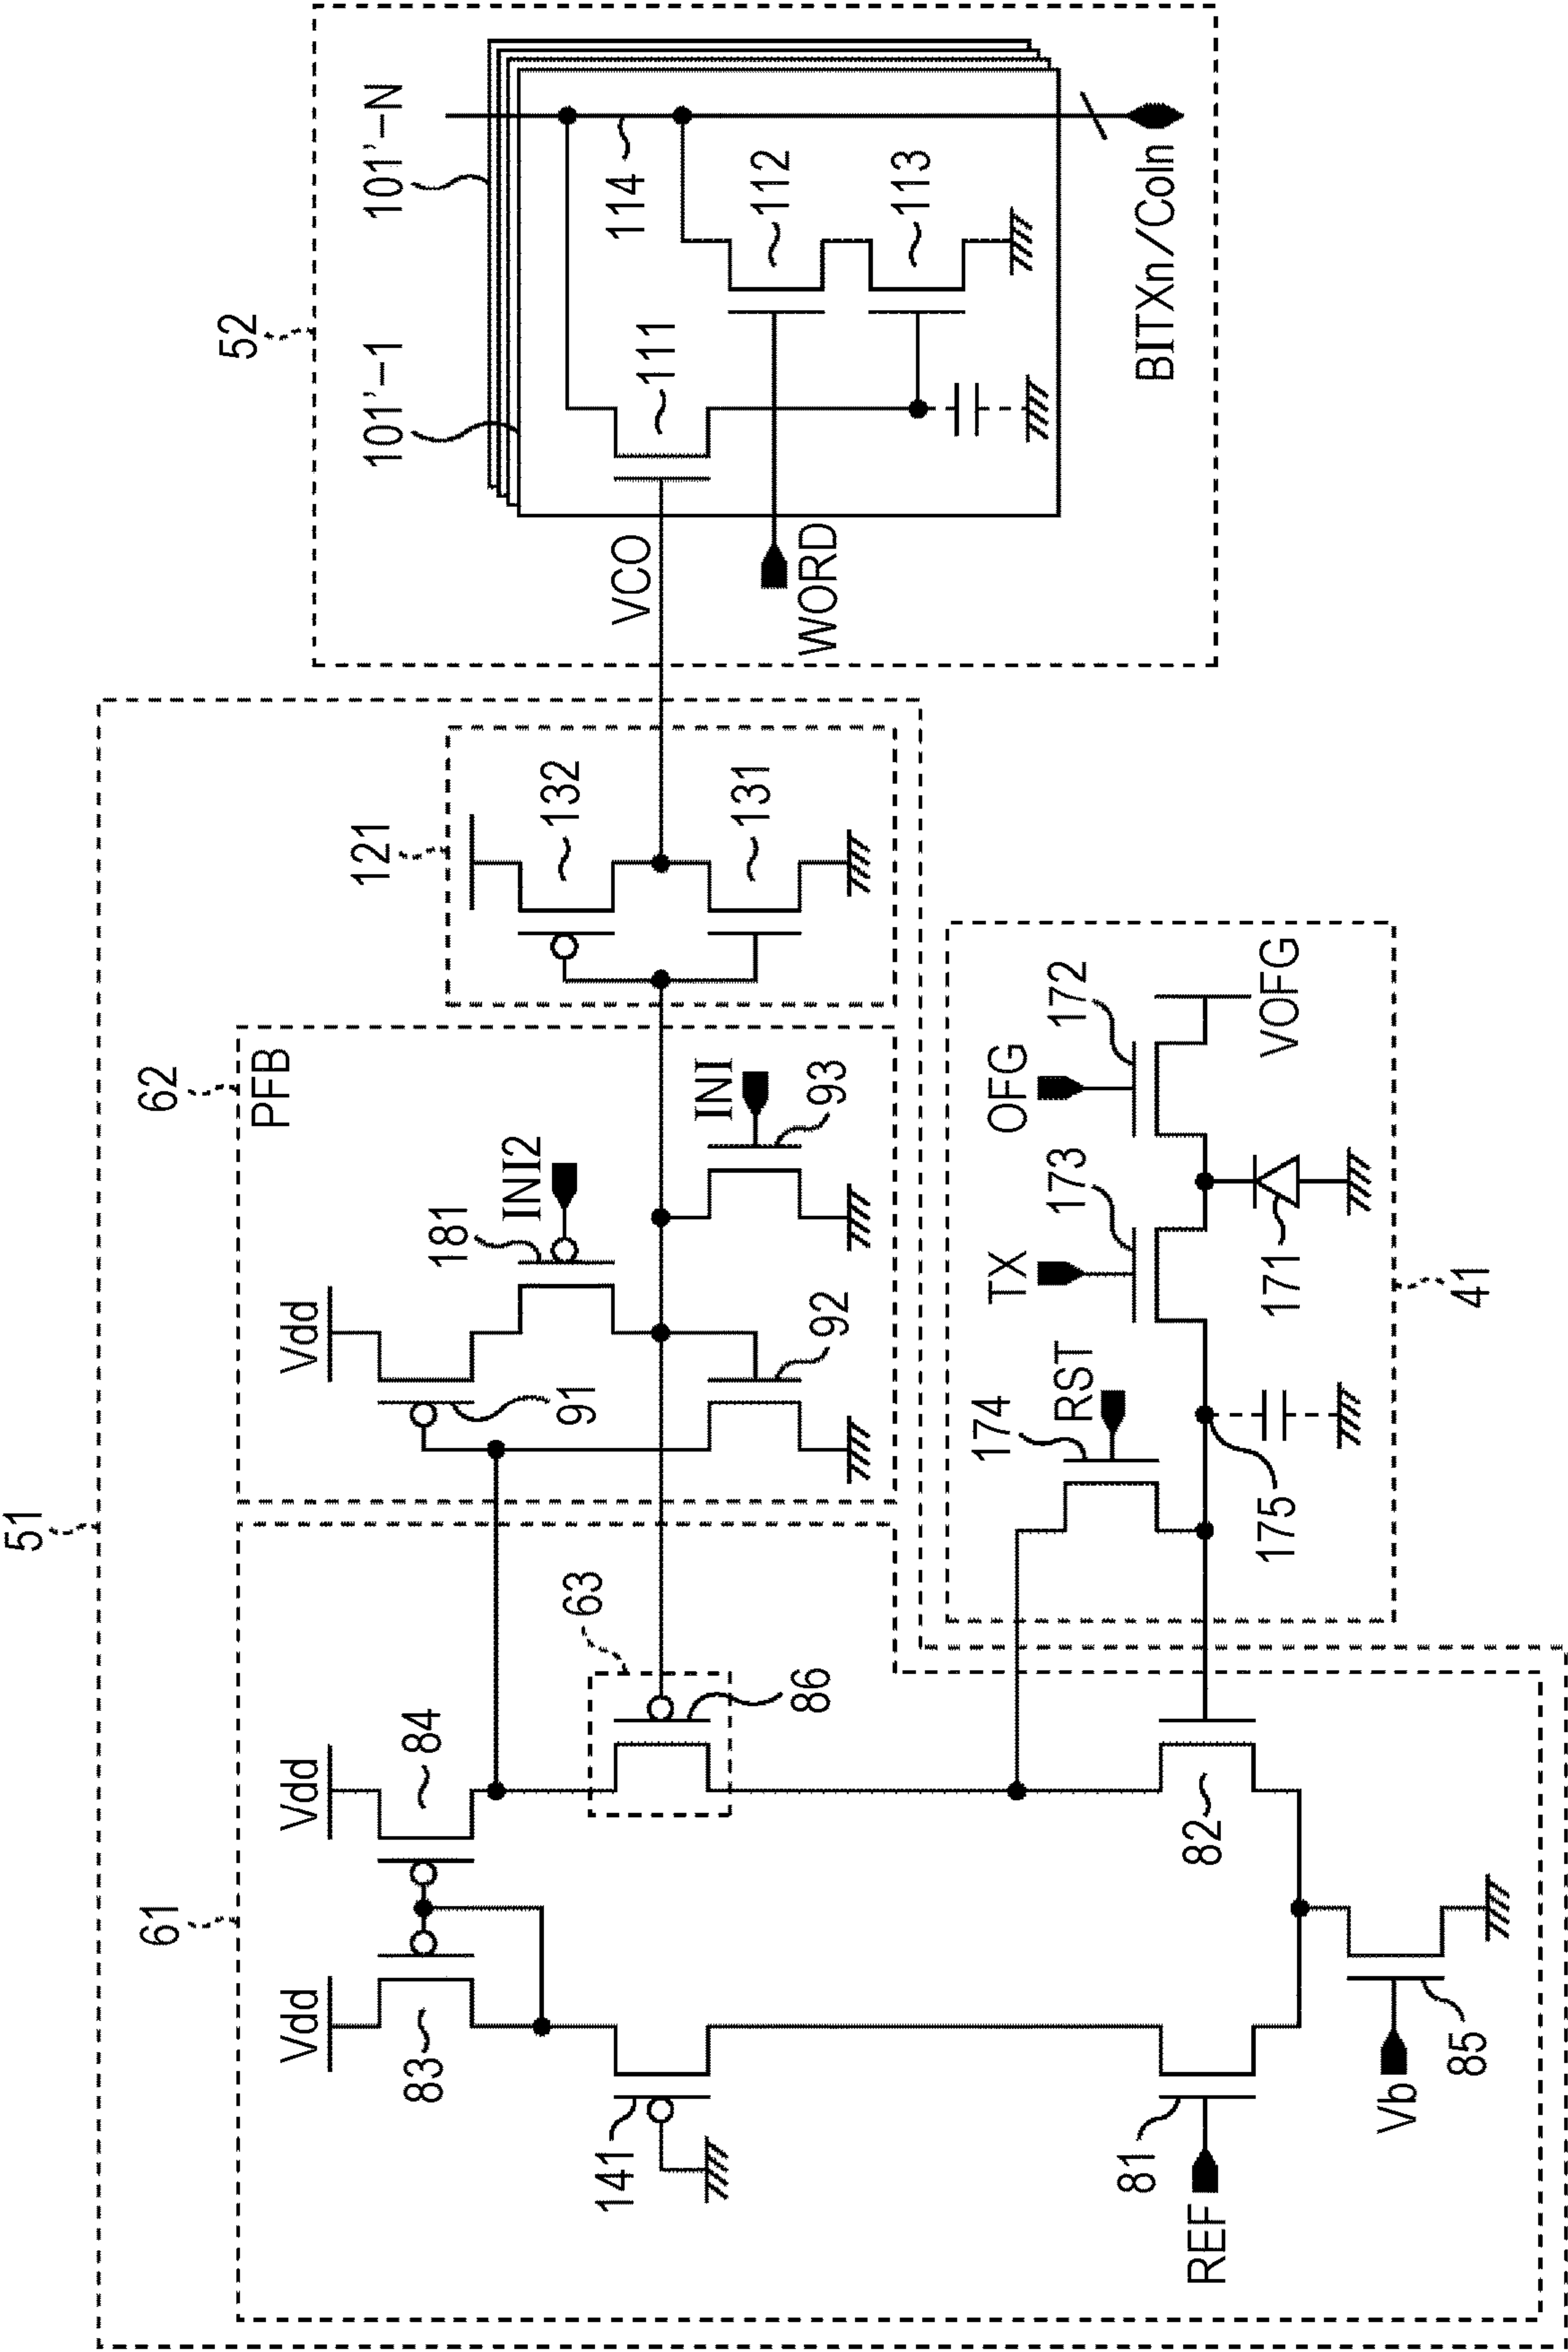 51
61
Vdd
Vdd
83
84
141
63
86
81
REF
82
Vb
85
62
PFB
Vdd
91
181
INI2
92
INI
93
121
132
131
174
RST
TX
173
OFG
172
VOFG
175
171
41
52
101'-1
101'-N
VCO
111
114
WORD
112
113
BITXn/Coln